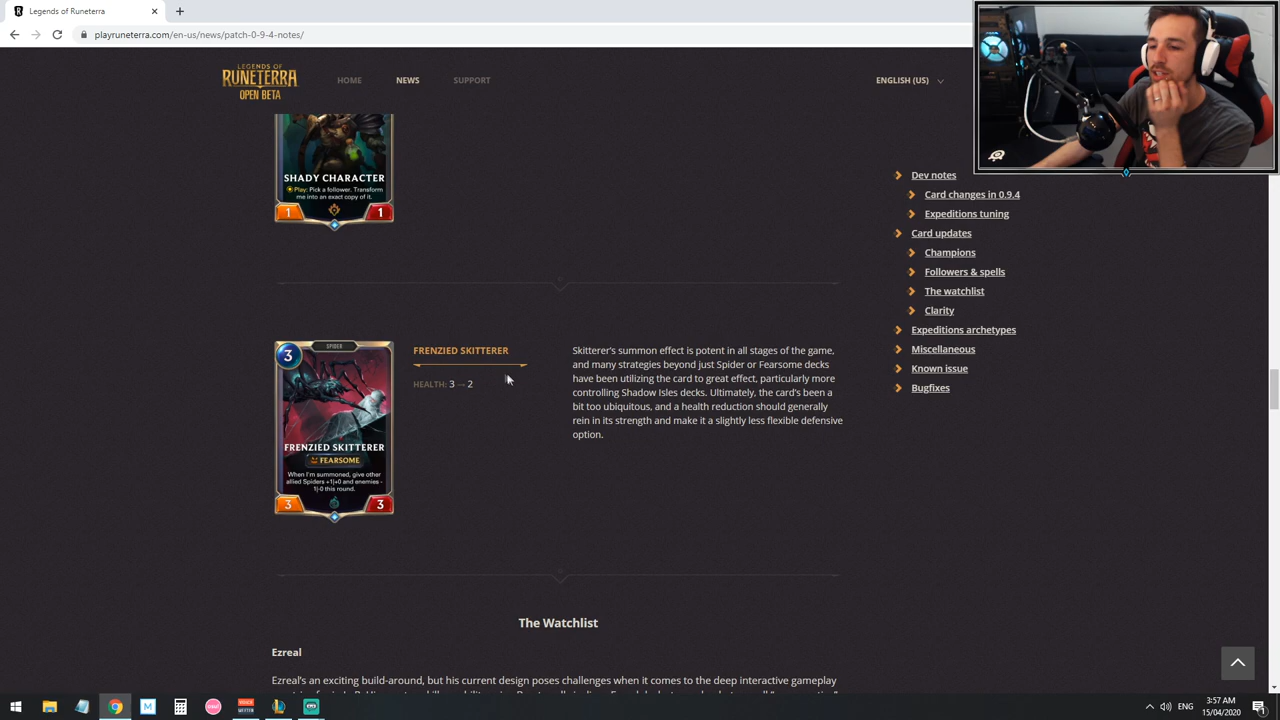 Legends of Runeterra
playruneterra.com/en-us/news/patch-0-9-4-notes/
LEGENDS OF
RUNETERRA
OPEN BETA
HOME
NEWS
SUPPORT
ENGLISH (US)
SHADY CHARACTER
Play: Pick a follower. Transform
me into an exact copy of it.
1
1
Dev notes
Card changes in 0.9.4
Expeditions tuning
Card updates
Champions
Followers & spells
The watchlist
Clarity
Expeditions archetypes
Miscellaneous
Known issue
Bugfixes
3
SPIDER
FRENZIED SKITTERER
FEARSOME
When I'm summoned, give other
allied Spiders +1|+0 and enemies -
1|-0 this round.
3
3
FRENZIED SKITTERER
HEALTH: 3 → 2
Skitterer's summon effect is potent in all stages of the game,
and many strategies beyond just Spider or Fearsome decks
have been utilizing the card to great effect, particularly more
controlling Shadow Isles decks. Ultimately, the card's been a
bit too ubiquitous, and a health reduction should generally
rein in its strength and make it a slightly less flexible defensive
option.
The Watchlist
Ezreal
Ezreal's an exciting build-around, but his current design poses challenges when it comes to the deep interactive gameplay
ENG
3:57 AM
15/04/2020